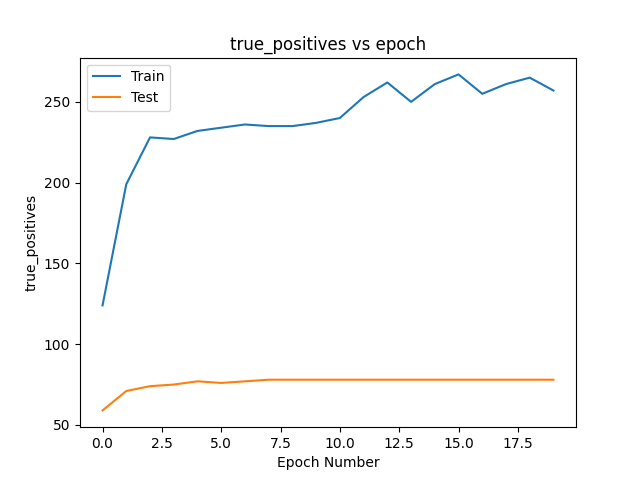 true_positives vs epoch
Train
Test
250
200
150
100
50
true_positives
0.0 2.5 5.0 7.5 10.0 12.5 15.0 17.5
Epoch Number